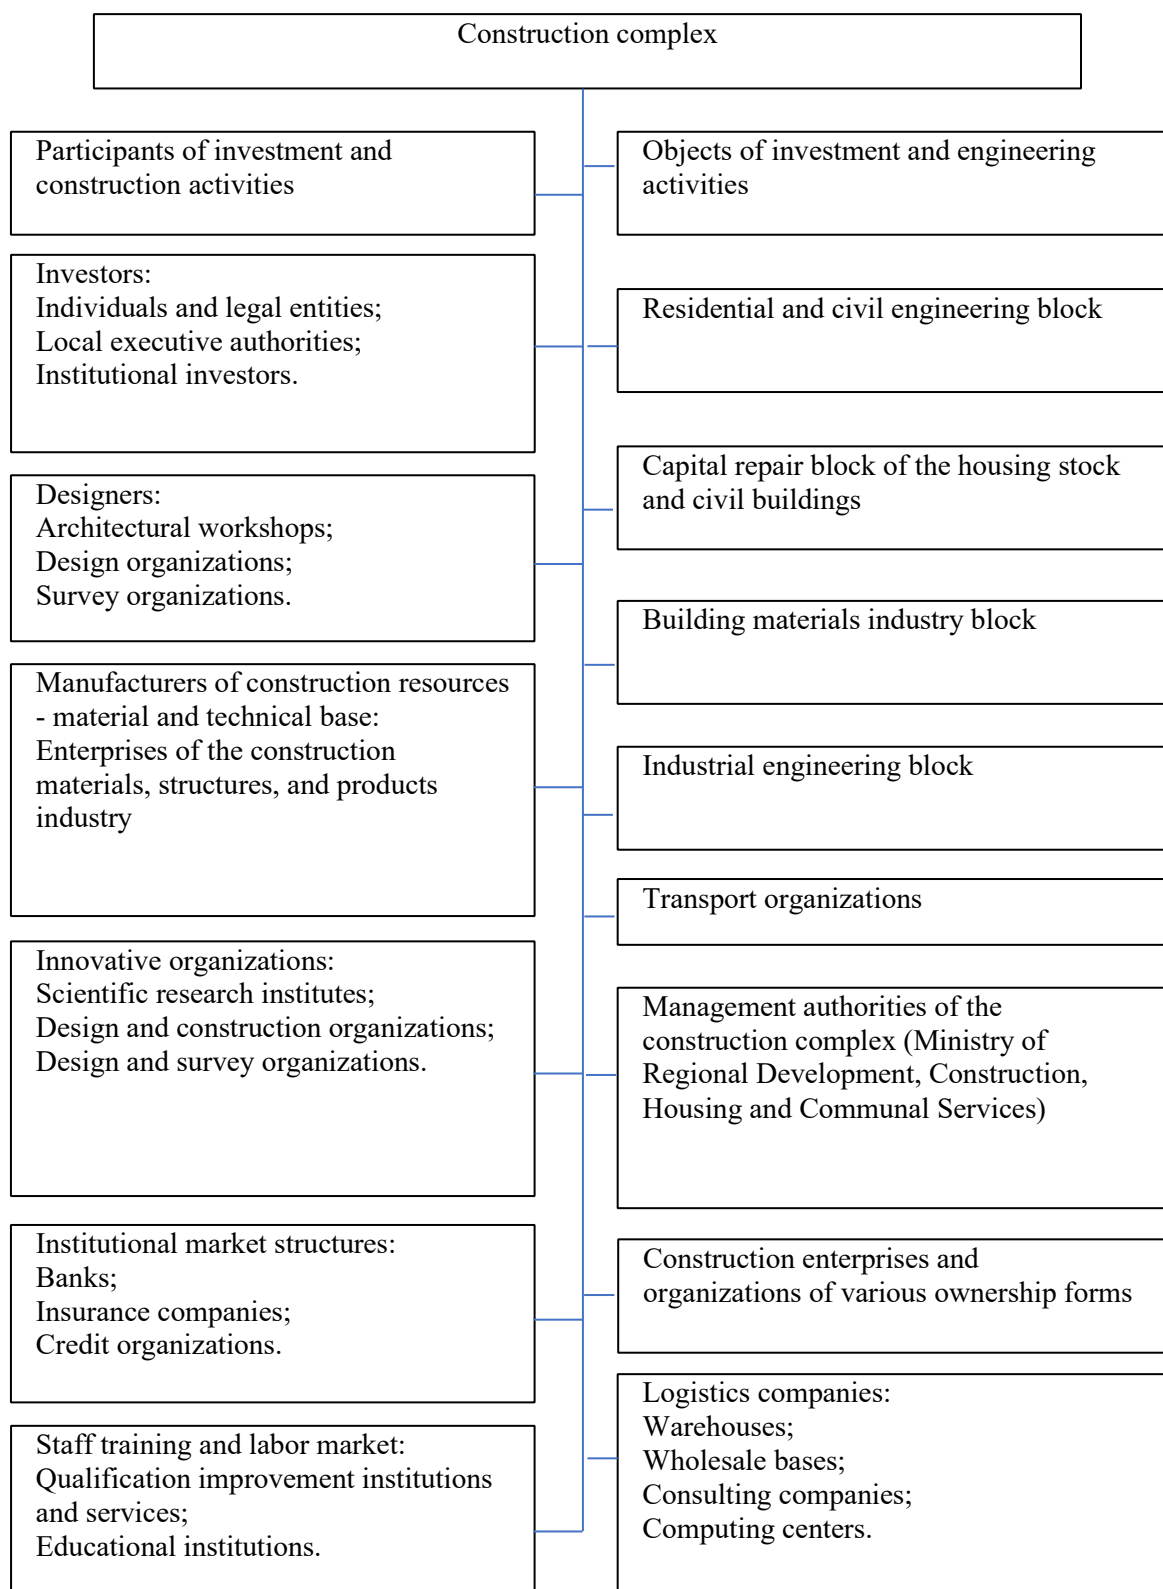 Construction complex
Participants of investment and
construction activities
Objects of investment and engineering
activities
Investors:
Individuals and legal entities;
Local executive authorities;
Institutional investors.
Residential and civil engineering block
Designers:
Architectural workshops;
Design organizations;
Survey organizations.
Capital repair block of the housing stock
and civil buildings
Building materials industry block
Manufacturers of construction resources
- material and technical base:
Enterprises of the construction
materials, structures, and products
industry
Industrial engineering block
Transport organizations
Innovative organizations:
Scientific research institutes;
Design and construction organizations;
Design and survey organizations.
Management authorities of the
construction complex (Ministry of
Regional Development, Construction,
Housing and Communal Services)
Institutional market structures:
Banks;
Insurance companies;
Credit organizations.
Construction enterprises and
organizations of various ownership forms
Staff training and labor market:
Qualification improvement institutions
and services;
Educational institutions.
Logistics companies:
Warehouses;
Wholesale bases;
Consulting companies;
Computing centers.